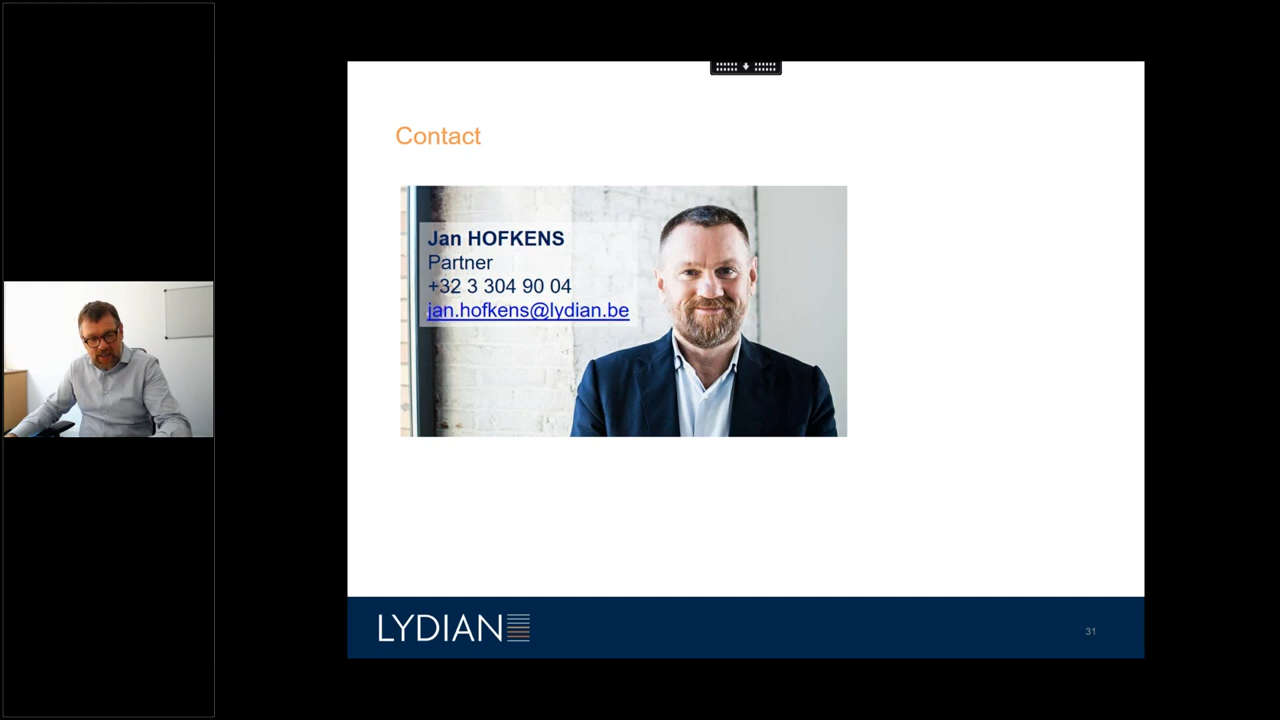 Contact
Jan HOFKENS
Partner
+32 3 304 90 04
jan.hofkens@lydian.be
LYDIAN
31